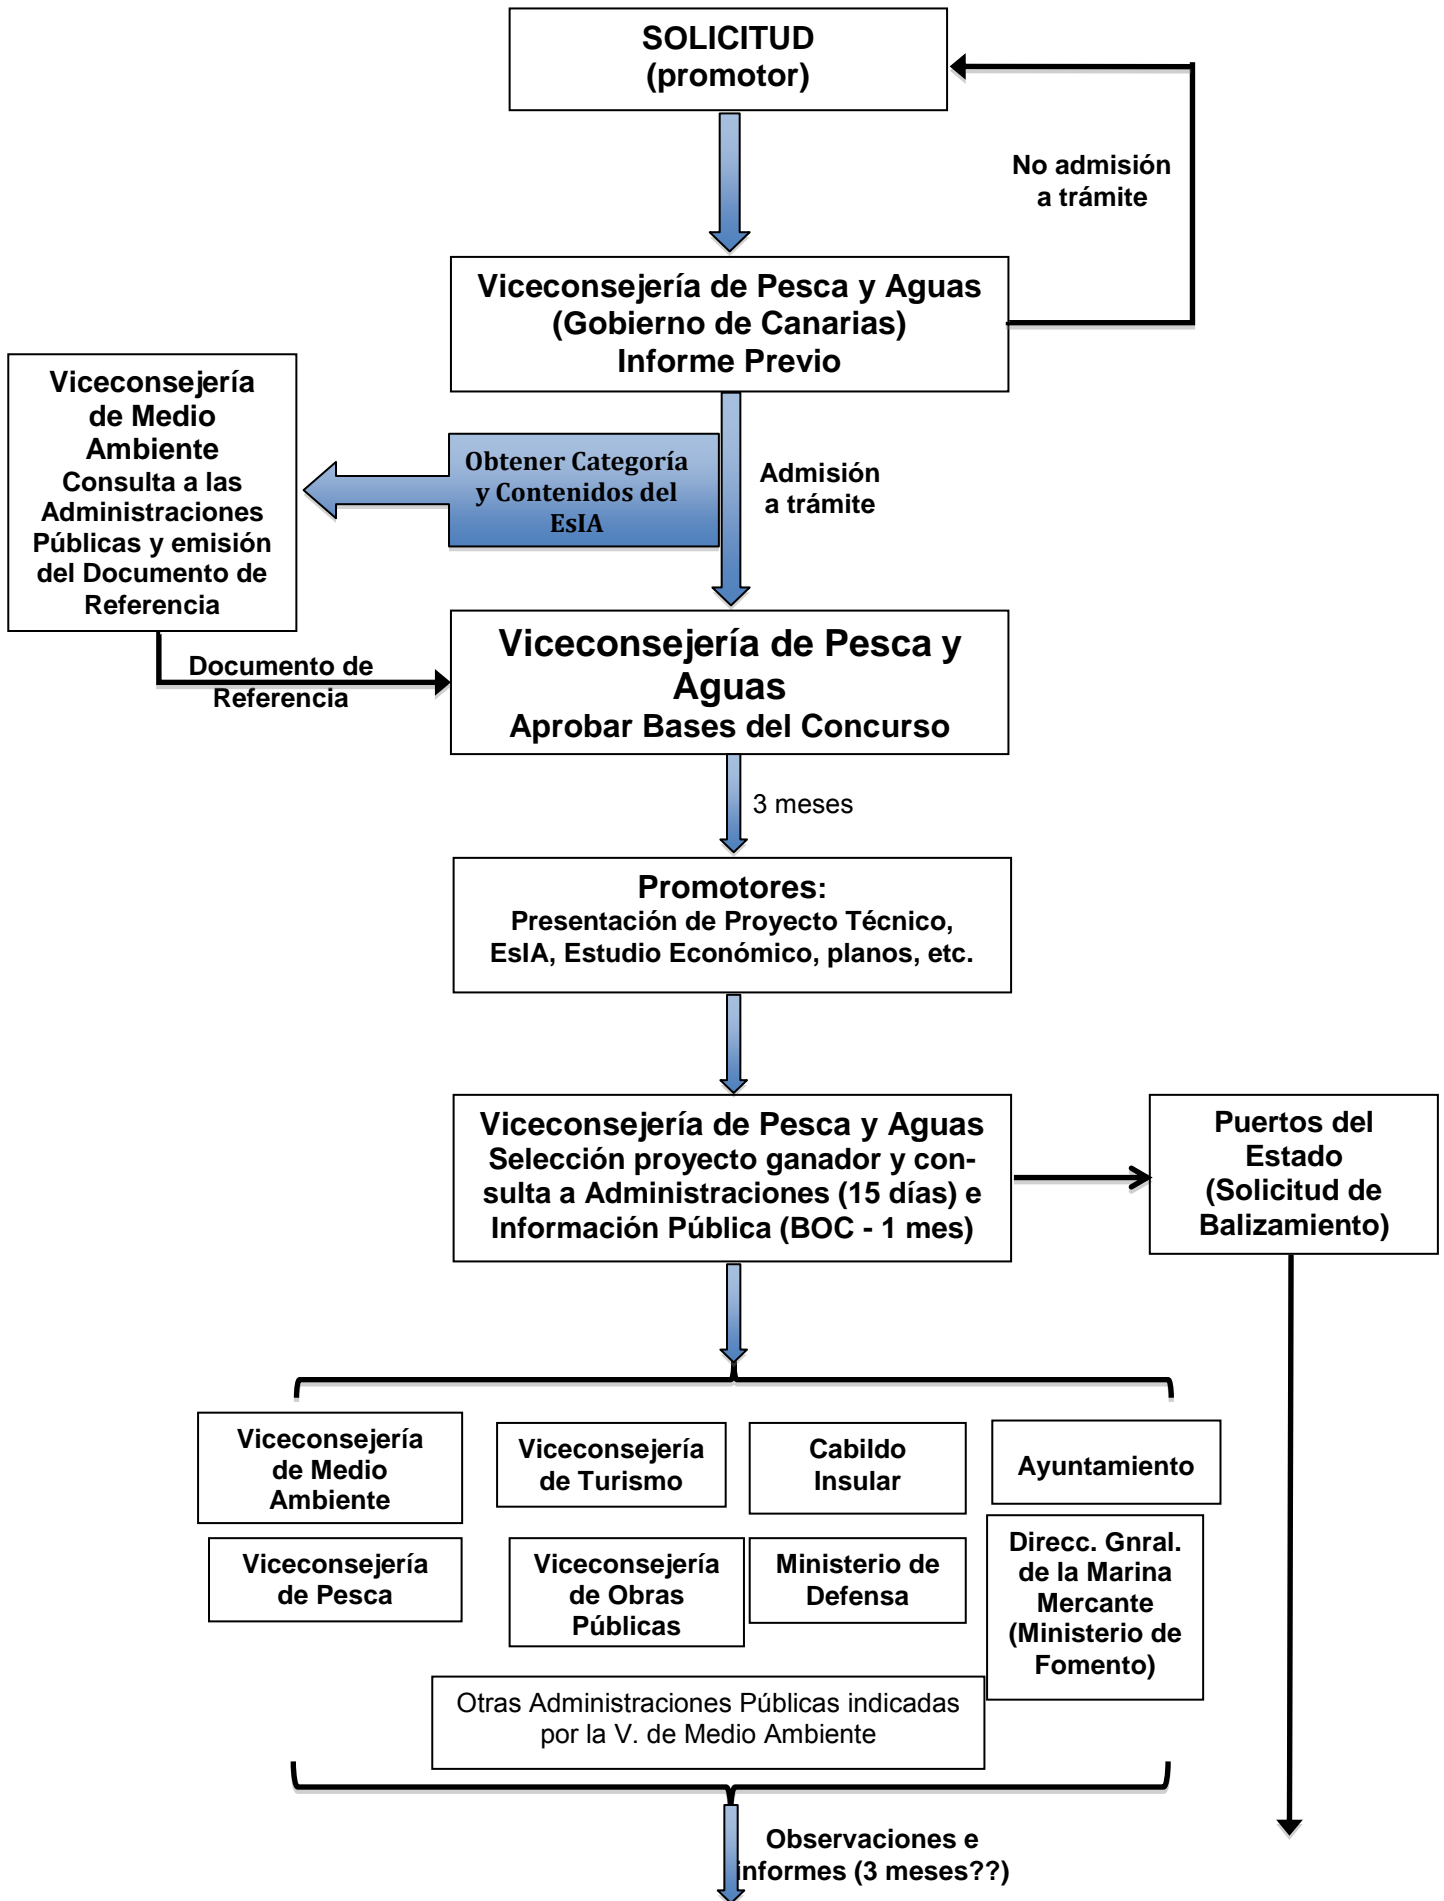 SOLICITUD
(promotor)
No admisión
a trámite
Viceconsejería de Pesca y Aguas
(Gobierno de Canarias)
Informe Previo
Viceconsejería
de Medio
Ambiente
Consulta a las
Administraciones
Públicas y emisión
del Documento de
Referencia
Obtener Categoría
y Contenidos del
EsIA
Admisión
a trámite
Documento de
Referencia
Viceconsejería de Pesca y
Aguas
Aprobar Bases del Concurso
3 meses
Promotores:
Presentación de Proyecto Técnico,
EsIA, Estudio Económico, planos, etc.
Viceconsejería de Pesca y Aguas
Selección proyecto ganador y con-
sulta a Administraciones (15 días) e
Información Pública (BOC - 1 mes)
Puertos del
Estado
(Solicitud de
Balizamiento)
Viceconsejería
de Medio
Ambiente
Viceconsejería
de Turismo
Cabildo
Insular
Ayuntamiento
Viceconsejería
de Pesca
Viceconsejería
de Obras
Públicas
Ministerio de
Defensa
Direcc. Gnral.
de la Marina
Mercante
(Ministerio de
Fomento)
Otras Administraciones Públicas indicadas
por la V. de Medio Ambiente
Observaciones e
informes (3 meses??)